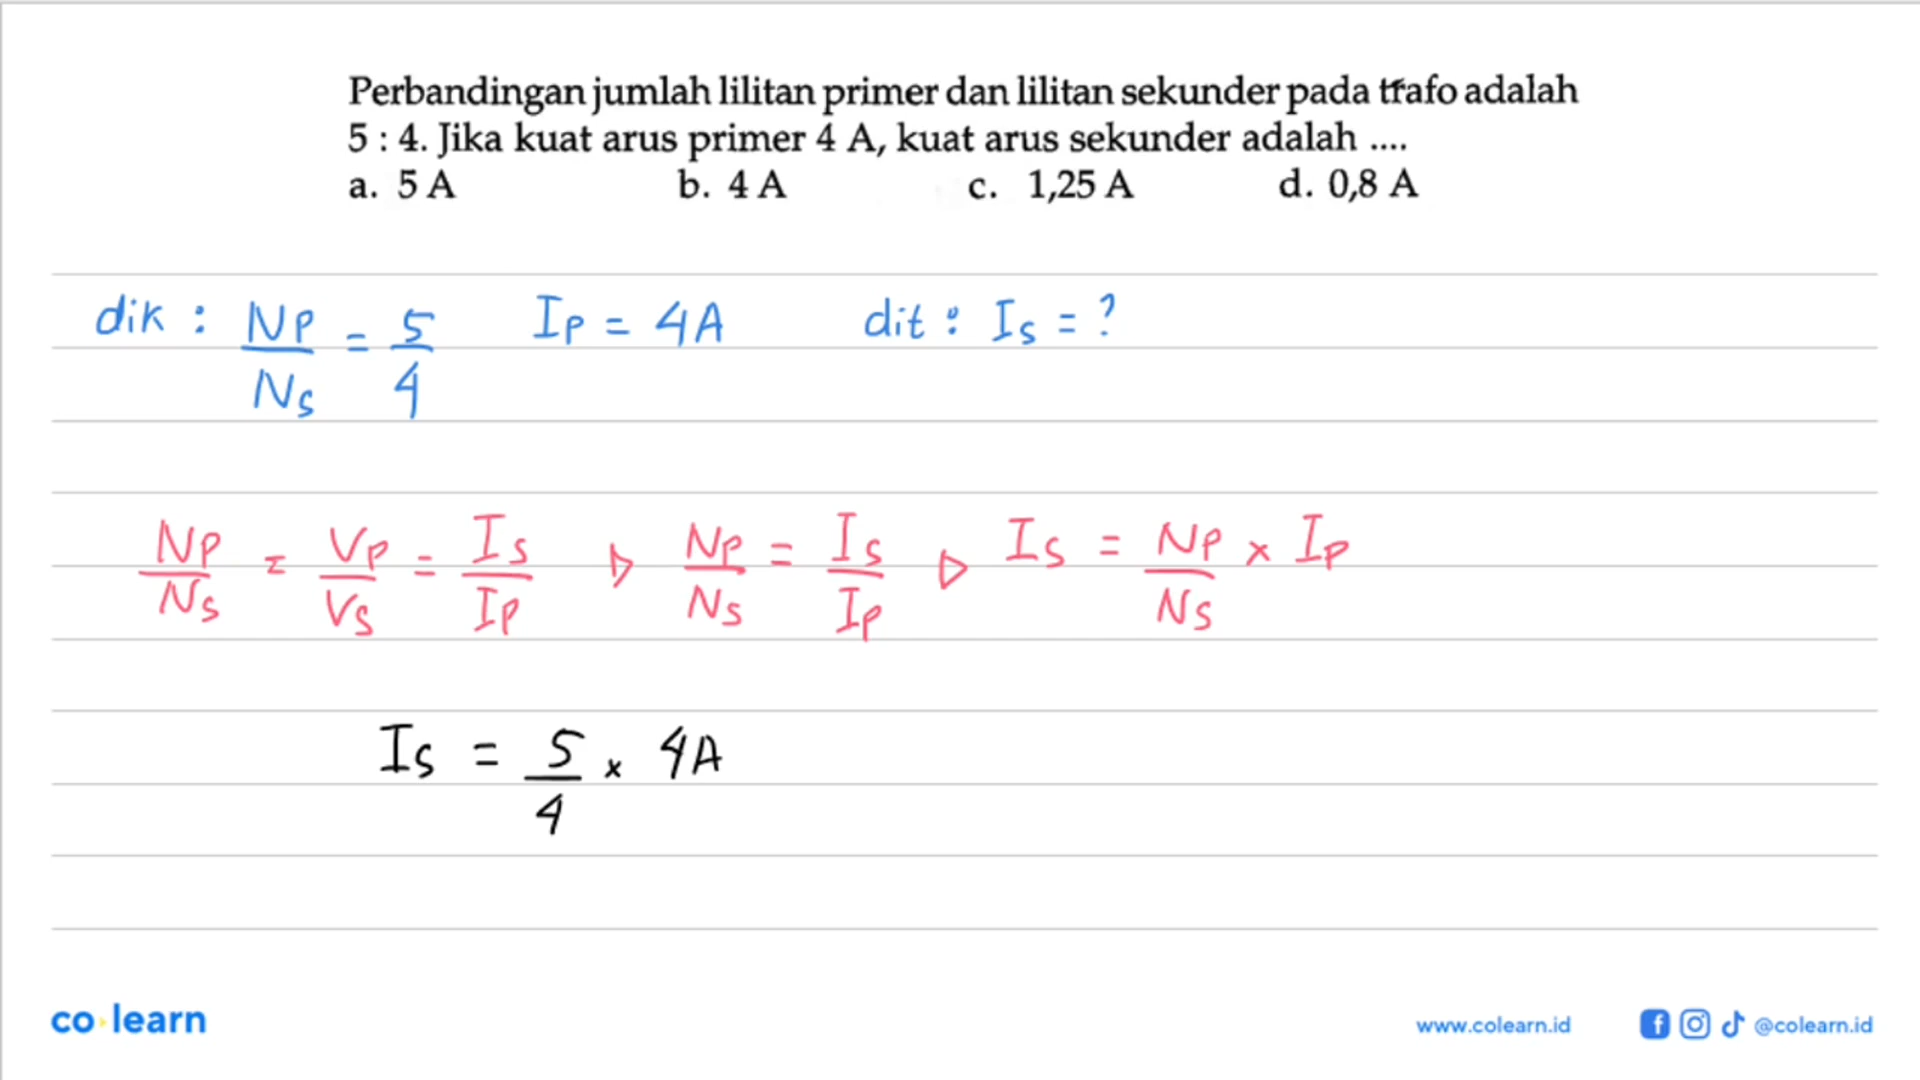 Perbandingan jumlah lilitan primer dan lilitan sekunder pada trafo adalah
5 : 4. Jika kuat arus primer 4 A, kuat arus sekunder adalah ....
a. 5 A b. 4 A c. 1,25 A d. 0,8 A
dik : Np/Ns = 5/4 Ip = 4A dit : Is = ?
Np/Ns = Vp/Vs = Is/Ip ▷ Np/Ns = Is/Ip ▷ Is = Np/Ns x Ip
Is = 5/4 x 4A
co learn www.colearn.id @colearn.id